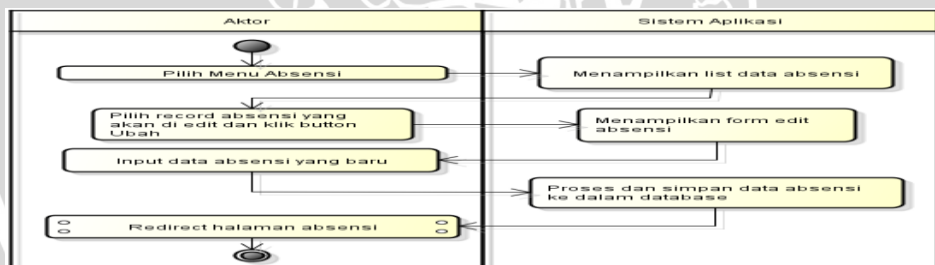 Aktor
Sistem Aplikasi
Pilih Menu Absensi
Menampilkan list data absensi
Pilih record absensi yang
akan di edit dan klik button
Ubah
Menampilkan form edit
absensi
Input data absensi yang baru
Proses dan simpan data absensi
ke dalam database
Redirect halaman absensi